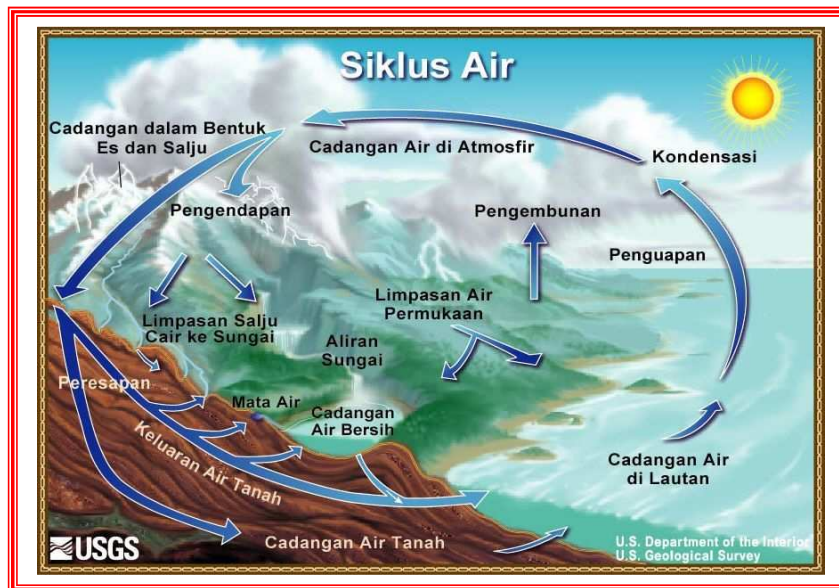 Siklus Air
Cadangan dalam Bentuk
Es dan Salju
Cadangan Air di Atmosfir
Kondensasi
Pengendapan
Pengembunan
Penguapan
Limpasan Air
Permukaan
Limpasan Salju
Cair ke Sungai
Aliran
Sungai
Peresapan
Mata Air
Cadangan
Air Bersih
Keluaran Air Tanah
Cadangan Air
di Lautan
Cadangan Air Tanah
USGS
U.S. Department of the Interior
U.S. Geological Survey